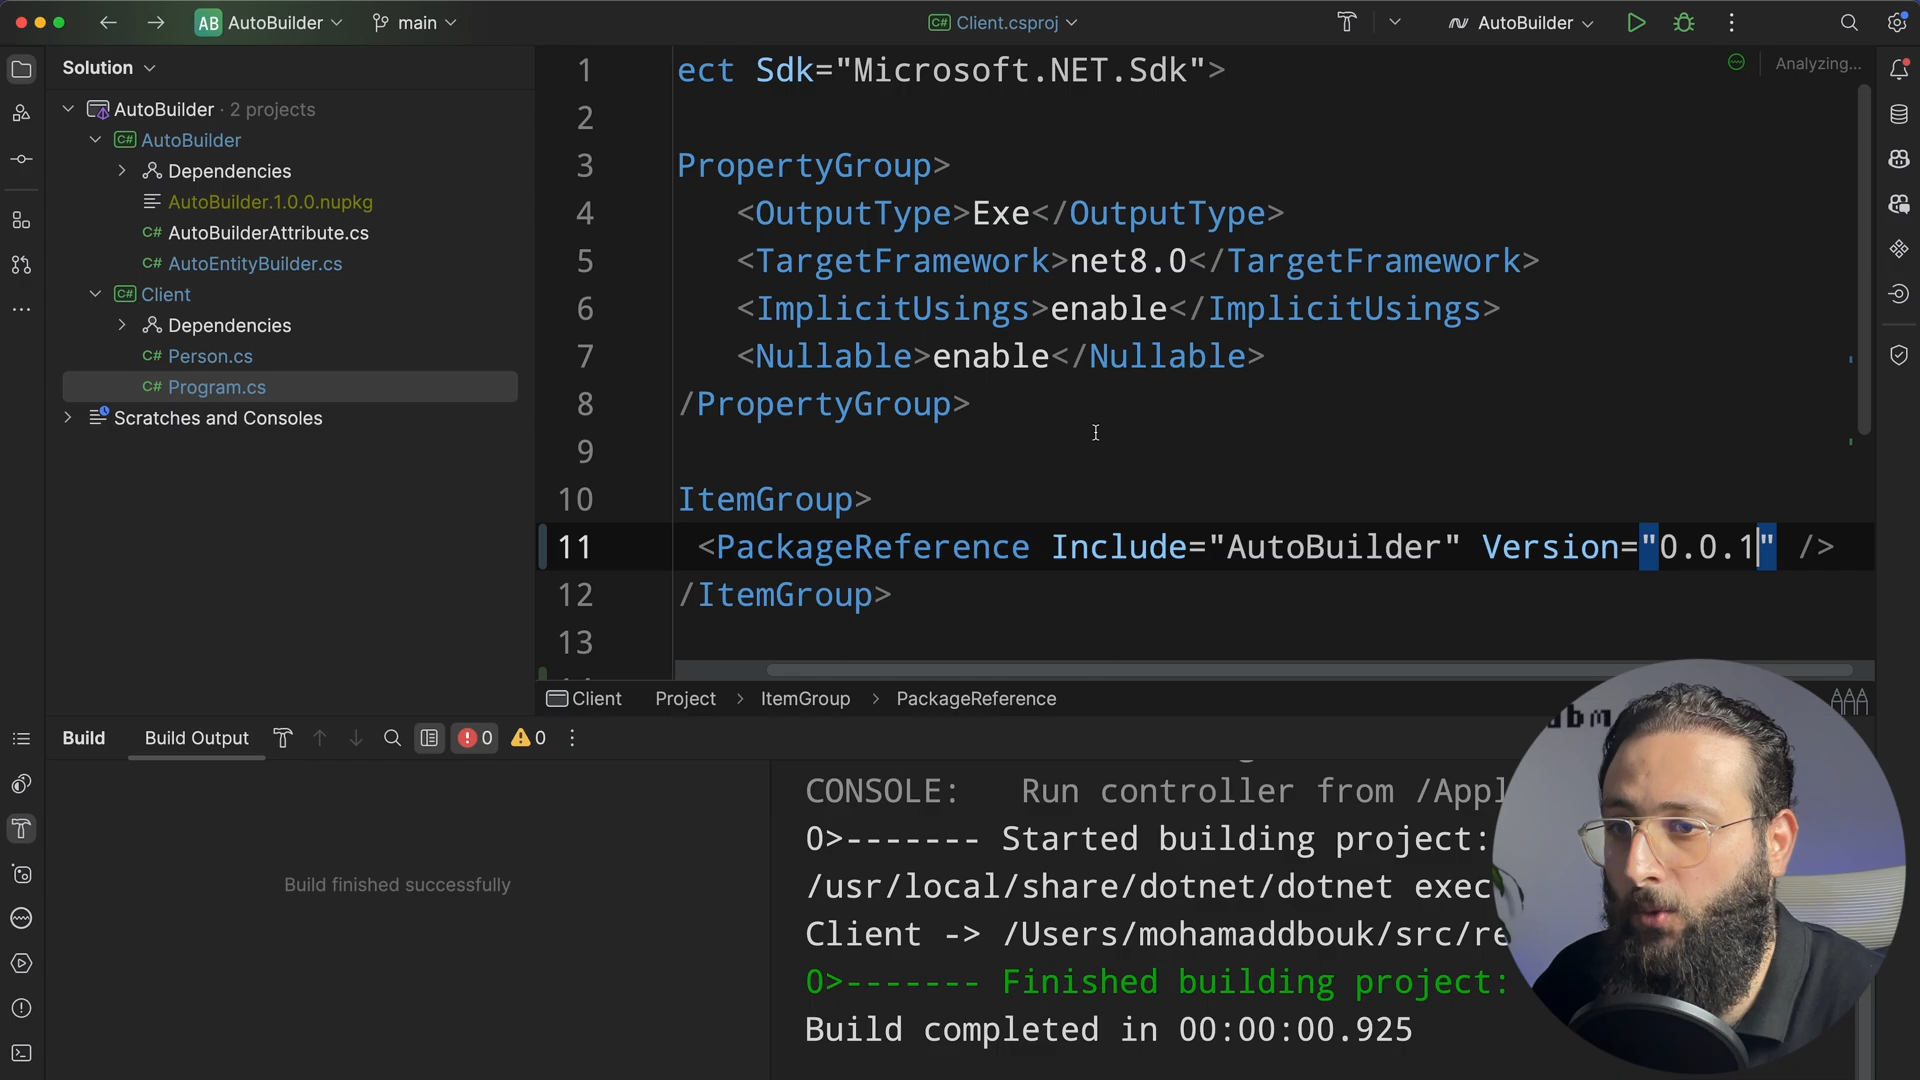 AB AutoBuilder
main
Client.csproj
AutoBuilder
Solution
AutoBuilder · 2 projects
AutoBuilder
Dependencies
AutoBuilder.1.0.0.nupkg
C# AutoBuilderAttribute.cs
C# AutoEntityBuilder.cs
Client
Dependencies
C# Person.cs
C# Program.cs
Scratches and Consoles
Analyzing...
1 ect Sdk="Microsoft.NET.Sdk">
2
3 PropertyGroup>
4 <OutputType>Exe</OutputType>
5 <TargetFramework>net8.0</TargetFramework>
6 <ImplicitUsings>enable</ImplicitUsings>
7 <Nullable>enable</Nullable>
8 /PropertyGroup>
9
10 ItemGroup>
11 <PackageReference Include="AutoBuilder" Version="0.0.1" />
12 /ItemGroup>
13
Client Project > ItemGroup > PackageReference
Build Build Output 0 0
Build finished successfully
CONSOLE: Run controller from /Appl
0>------- Started building project:
/usr/local/share/dotnet/dotnet exec
Client -> /Users/mohamaddbouk/src/re
0>------- Finished building project:
Build completed in 00:00:00.925